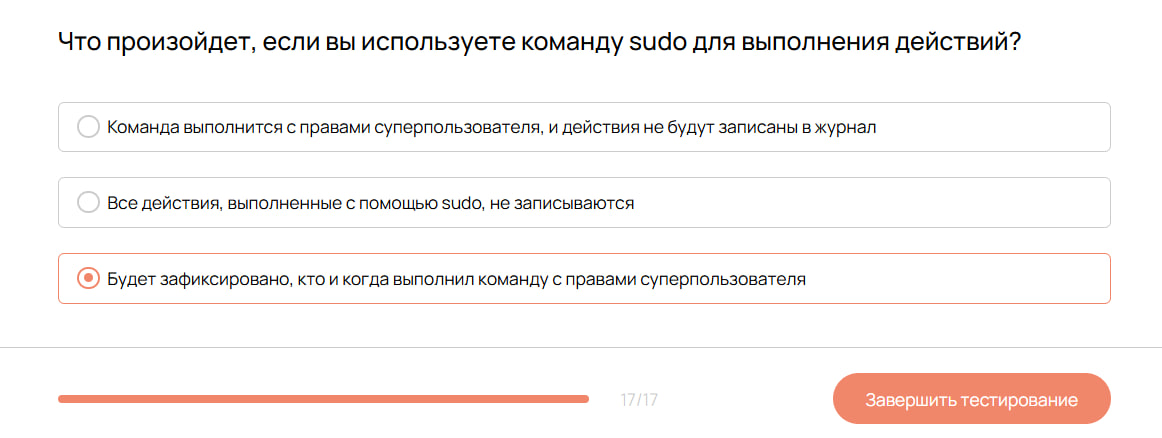 Что произойдет, если вы используете команду sudo для выполнения действий?
Команда выполнится с правами суперпользователя, и действия не будут записаны в журнал
Все действия, выполненные с помощью sudo, не записываются
Будет зафиксировано, кто и когда выполнил команду с правами суперпользователя
17/17
Завершить тестирование